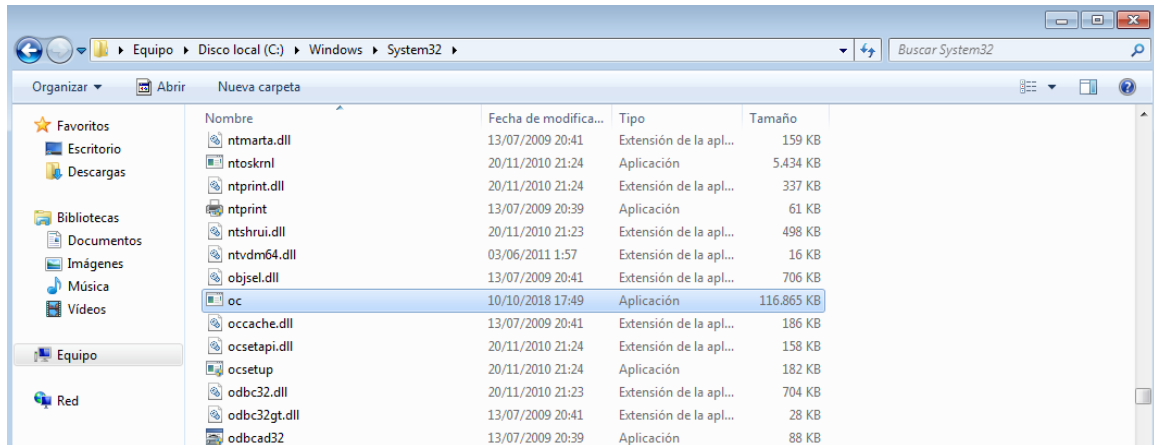 Equipo Disco local (C:) Windows System32 Buscar System32
Organizar Abrir Nueva carpeta
Favoritos
Escritorio
Descargas
Bibliotecas
Documentos
Imágenes
Música
Vídeos
Equipo
Red
Nombre Fecha de modifica... Tipo Tamaño
ntmarta.dll 13/07/2009 20:41 Extensión de la apl... 159 KB
ntoskrnl 20/11/2010 21:24 Aplicación 5.434 KB
ntprint.dll 20/11/2010 21:24 Extensión de la apl... 337 KB
ntprint 13/07/2009 20:39 Aplicación 61 KB
ntshrui.dll 20/11/2010 21:23 Extensión de la apl... 498 KB
ntvdm64.dll 03/06/2011 1:57 Extensión de la apl... 16 KB
objsel.dll 13/07/2009 20:41 Extensión de la apl... 706 KB
oc 10/10/2018 17:49 Aplicación 116.865 KB
occache.dll 13/07/2009 20:41 Extensión de la apl... 186 KB
ocsetapi.dll 20/11/2010 21:24 Extensión de la apl... 158 KB
ocsetup 20/11/2010 21:24 Aplicación 182 KB
odbc32.dll 20/11/2010 21:23 Extensión de la apl... 704 KB
odbc32gt.dll 13/07/2009 20:41 Extensión de la apl... 28 KB
odbcad32 13/07/2009 20:39 Aplicación 88 KB